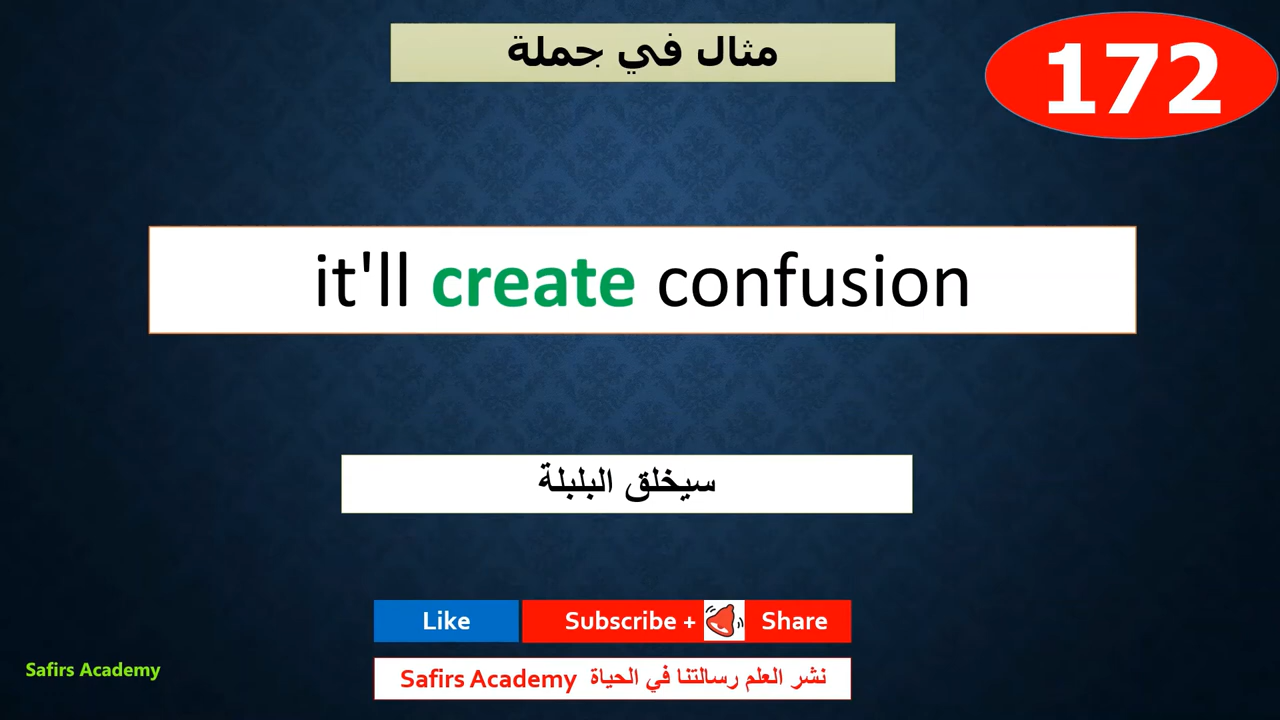 مثال في جملة
172
it'll create confusion
سيخلق البلبلة
Like
Subscribe + Share
Safirs Academy نشر العلم رسالتنا في الحياة
Safirs Academy